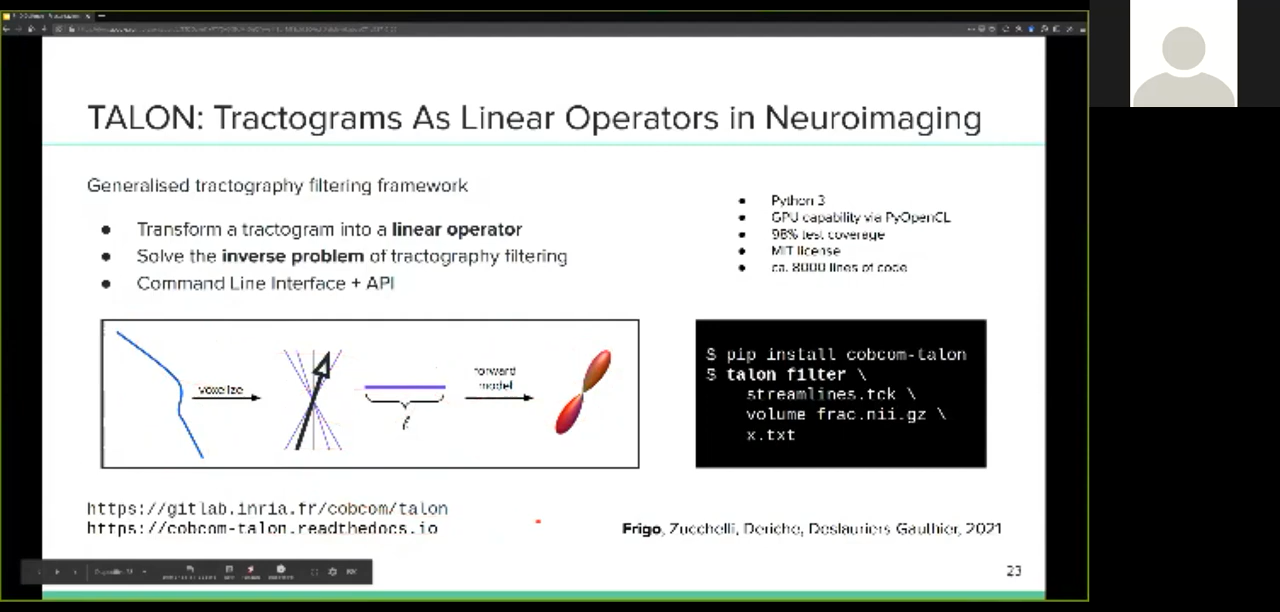 TALON: Tractograms As Linear Operators in Neuroimaging
Generalised tractography filtering framework
● Transform a tractogram into a linear operator
● Solve the inverse problem of tractography filtering
● Command Line Interface + API
● Python 3
● GPU capability via PyOpenCL
● 98% test coverage
● MIT license
● ca. 8000 lines of code
voxelize
ℓ
forward
model
$ pip install cobcom-talon
$ talon filter \
streamlines.tck \
volume frac.nii.gz \
x.txt
https://gitlab.inria.fr/cobcom/talon
https://cobcom-talon.readthedocs.io
Frigo, Zucchelli, Deriche, Deslauriers Gauthier, 2021
23